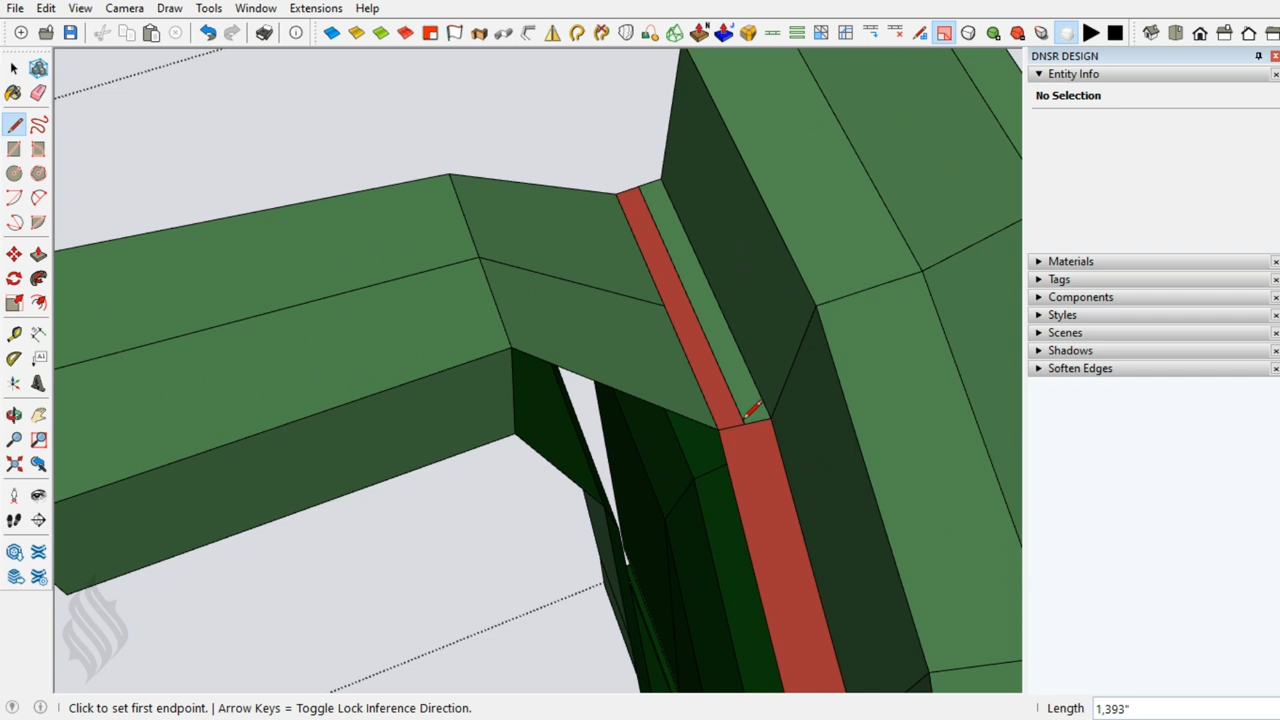 File Edit View Camera Draw Tools Window Extensions Help
DNSR DESIGN
Entity Info
No Selection
Materials
Tags
Components
Styles
Scenes
Shadows
Soften Edges
Click to set first endpoint. | Arrow Keys = Toggle Lock Inference Direction.
Length 1,393"